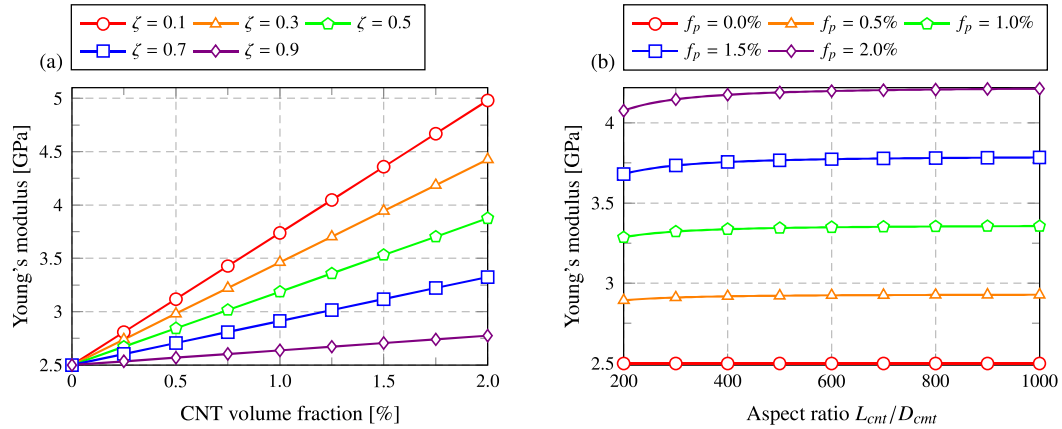 (a)
ζ = 0.1 ζ = 0.3 ζ = 0.5
ζ = 0.7 ζ = 0.9
Young's modulus [GPa]
5
4.5
4
3.5
3
2.5
0 0.5 1.0 1.5 2.0
CNT volume fraction [%]
(b)
f_p = 0.0% f_p = 0.5% f_p = 1.0%
f_p = 1.5% f_p = 2.0%
Young's modulus [GPa]
4
3.5
3
2.5
200 400 600 800 1000
Aspect ratio L_cnt/D_cmt